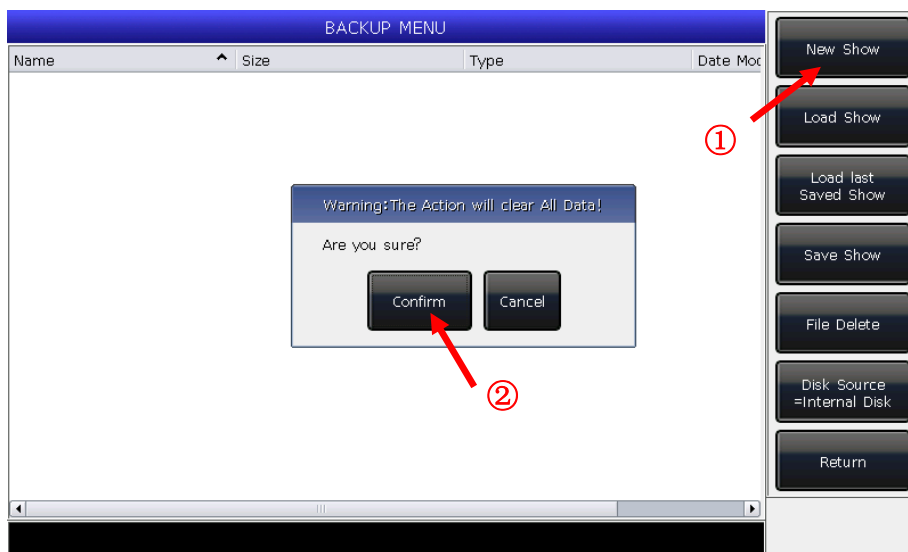 BACKUP MENU
Name Size Type Date Mod
Warning:The Action will clear All Data!
Are you sure?
Confirm Cancel
New Show
Load Show
Load last
Saved Show
Save Show
File Delete
Disk Source
=Internal Disk
Return
①
②